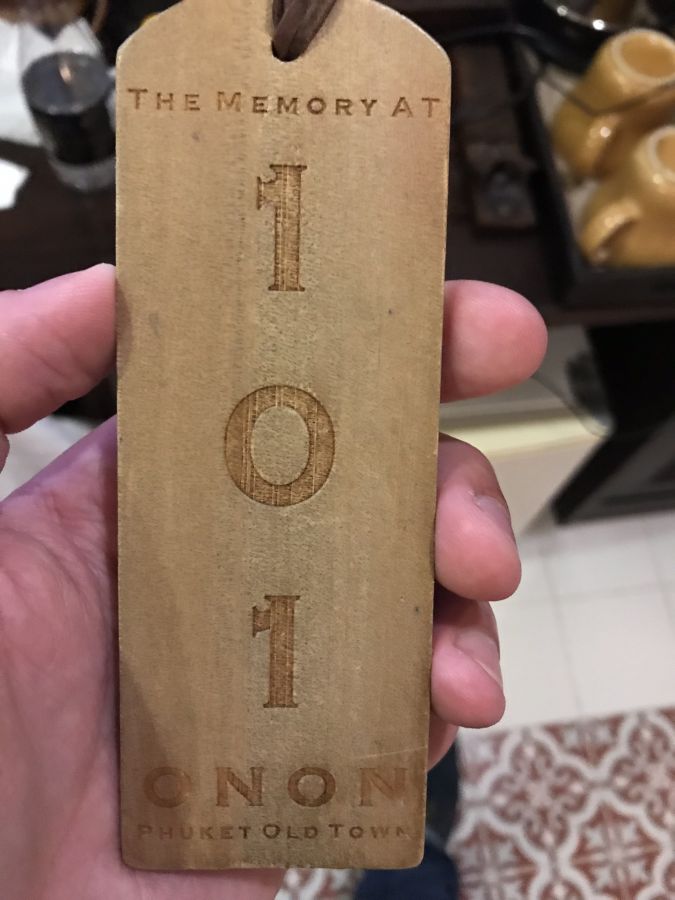 THE MEMORY AT
1
0
1
ONON
PHUKET OLD TOWN